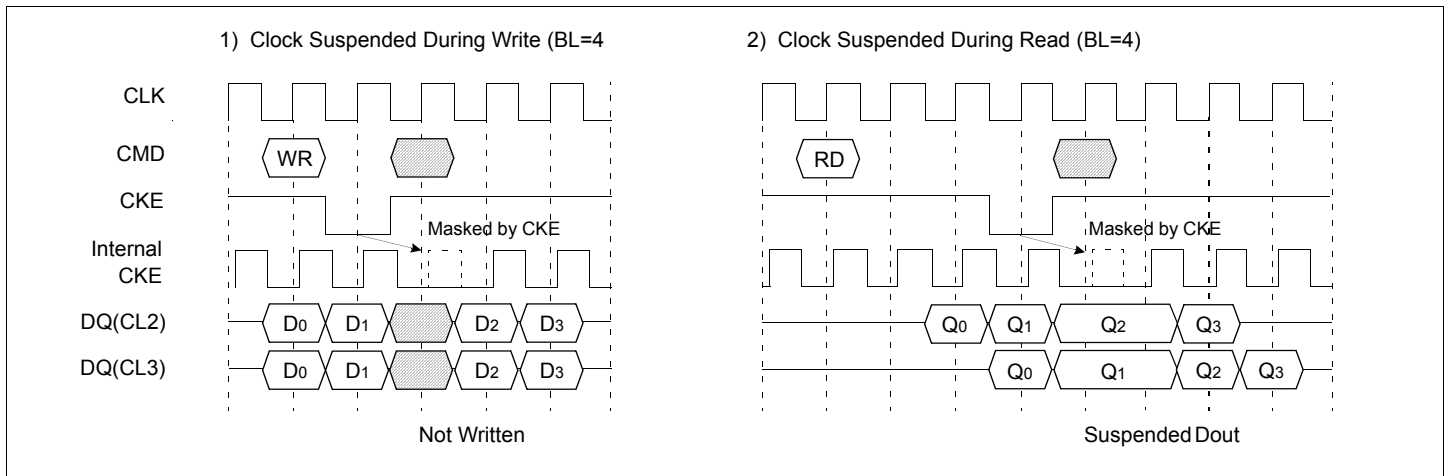 1) Clock Suspended During Write (BL=4
2) Clock Suspended During Read (BL=4)
CLK
CMD
WR
RD
CKE
Masked by CKE
Masked by CKE
Internal
CKE
DQ(CL2)
D0 D1 D2 D3
Q0 Q1 Q2 Q3
DQ(CL3)
D0 D1 D2 D3
Q0 Q1 Q2 Q3
Not Written
Suspended Dout